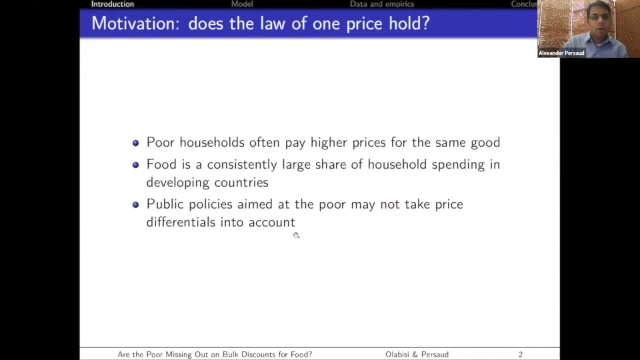 Introduction Model Data and empirics Conclus
Motivation: does the law of one price hold?
Alexander Persaud
Poor households often pay higher prices for the same good
Food is a consistently large share of household spending in
developing countries
Public policies aimed at the poor may not take price
differentials into account
Are the Poor Missing Out on Bulk Discounts for Food? Olabisi & Persaud 2